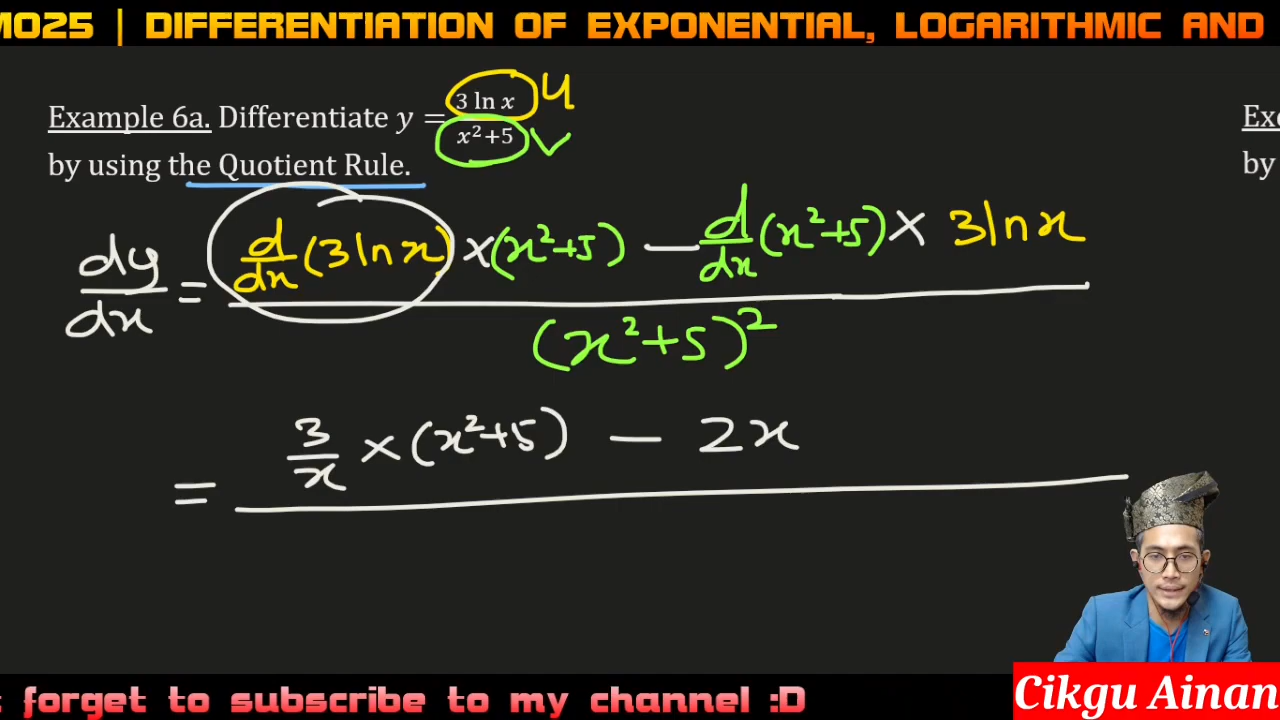 M025 | DIFFERENTIATION OF EXPONENTIAL, LOGARITHMIC AND
Example 6a. Differentiate y = 3 ln x / x²+5 u v
by using the Quotient Rule.
Exe
by
dy/dx = d/dx (3 ln x) × (x²+5) − d/dx (x²+5) × 3 ln x
(x²+5)²
= 3/x × (x²+5) − 2x
forget to subscribe to my channel :D
Cikgu Ainan